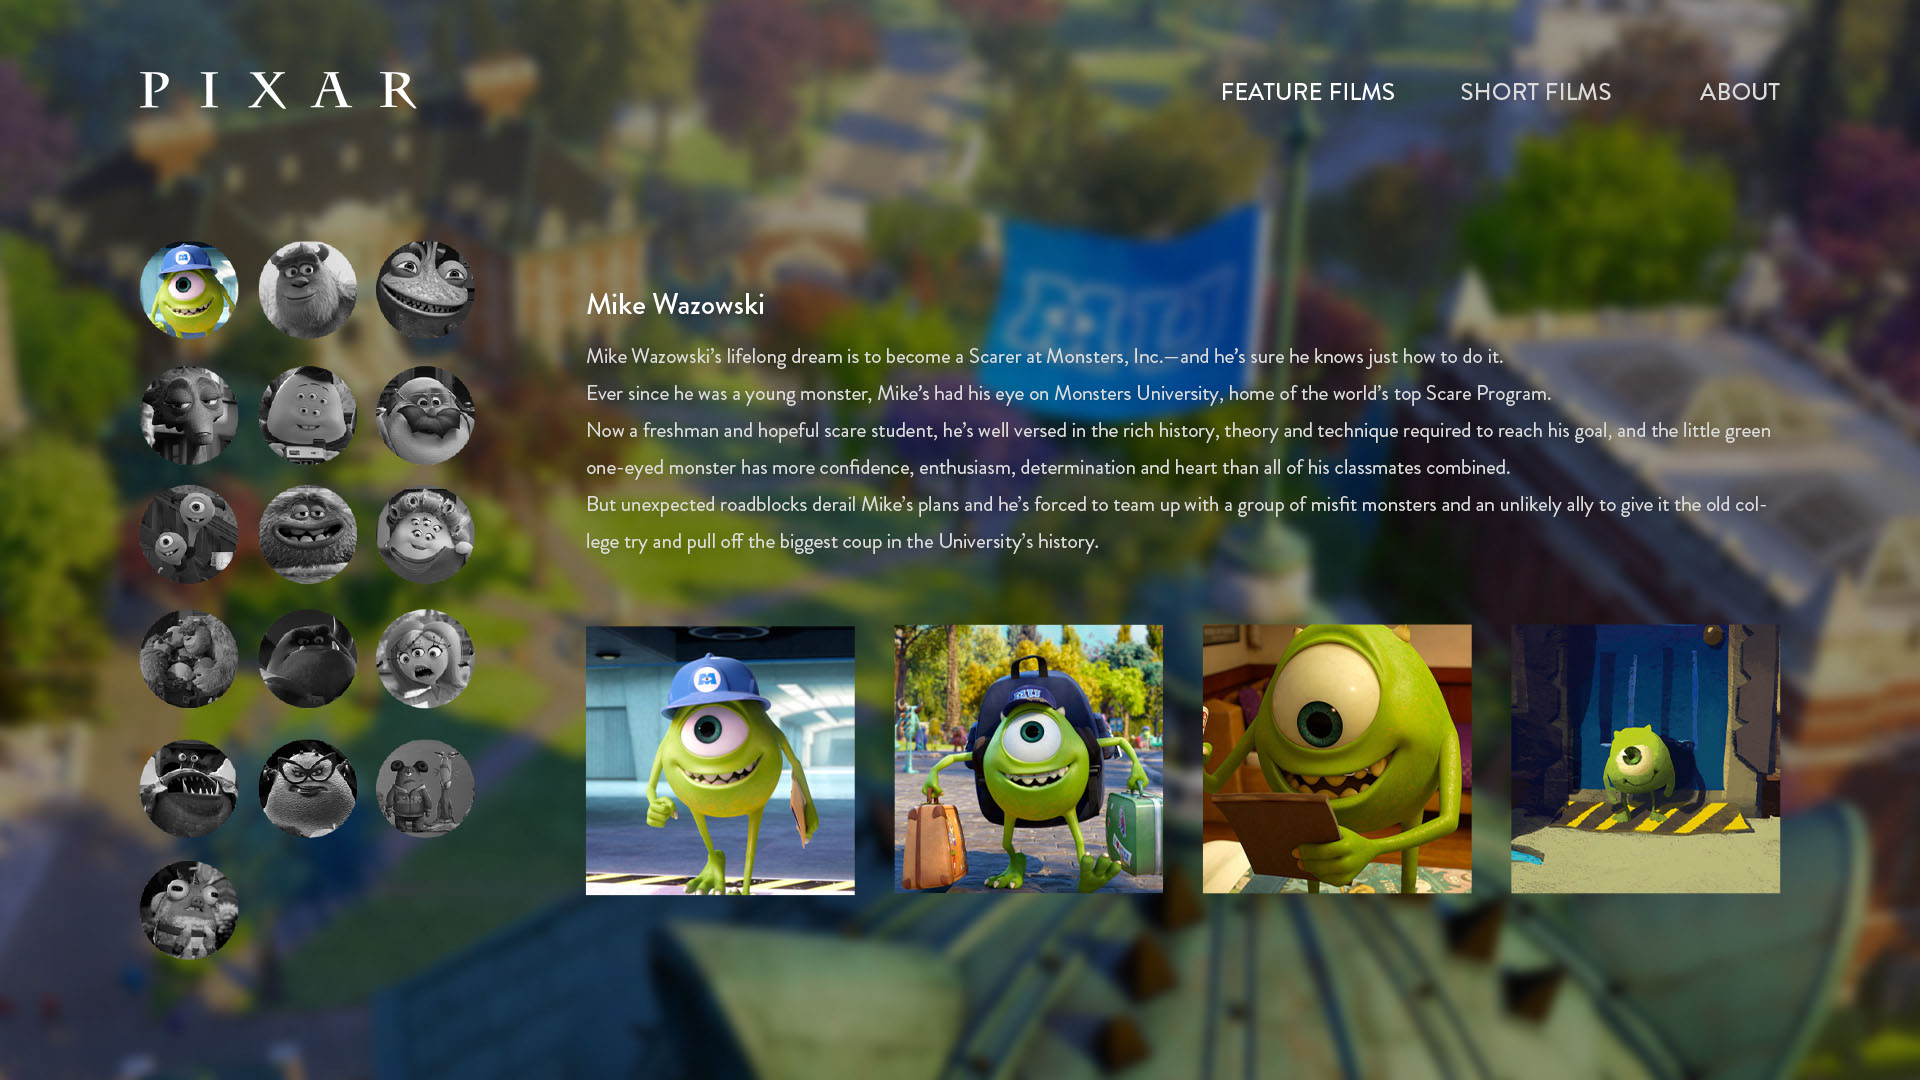 PIXAR
FEATURE FILMS
SHORT FILMS
ABOUT
Mike Wazowski
Mike Wazowski’s lifelong dream is to become a Scarer at Monsters, Inc.—and he’s sure he knows just how to do it.
Ever since he was a young monster, Mike’s had his eye on Monsters University, home of the world’s top Scare Program.
Now a freshman and hopeful scare student, he’s well versed in the rich history, theory and technique required to reach his goal, and the little green
one-eyed monster has more confidence, enthusiasm, determination and heart than all of his classmates combined.
But unexpected roadblocks derail Mike’s plans and he’s forced to team up with a group of misfit monsters and an unlikely ally to give it the old col-
lege try and pull off the biggest coup in the University’s history.
MU